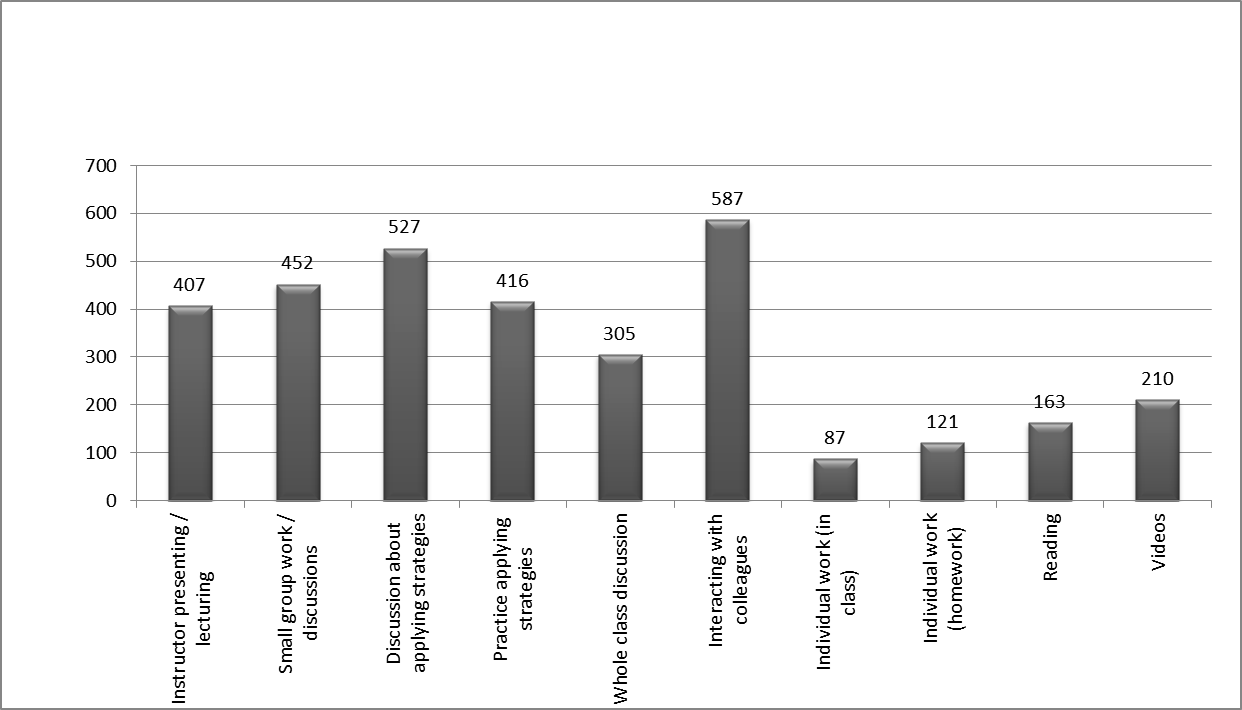 700
600
500
400
300
200
100
0
407
452
527
416
305
587
87
121
163
210
Instructor presenting /
lecturing
Small group work /
discussions
Discussion about
applying strategies
Practice applying
strategies
Whole class discussion
Interacting with
colleagues
Individual work (in
class)
Individual work
(homework)
Reading
Videos